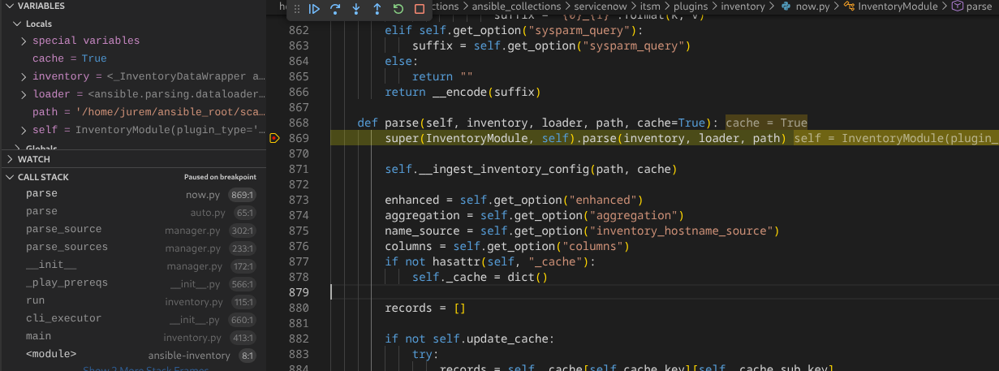 VARIABLES
Locals
special variables
cache = True
inventory = <_InventoryDataWrapper a…
loader = <ansible.parsing.dataloader…
path = '/home/jurem/ansible_root/sca…
self = InventoryModule(plugin_type='…
Globals
WATCH
CALL STACK Paused on breakpoint
parse now.py 869:1
parse auto.py 65:1
parse_source manager.py 302:1
parse_sources manager.py 233:1
__init__ manager.py 172:1
_play_prereqs __init__.py 566:1
run inventory.py 115:1
cli_executor __init__.py 660:1
main inventory.py 413:1
<module> ansible-inventory 8:1
Show 2 More Stack Frames
ctions > ansible_collections > servicenow > itsm > plugins > inventory > now.py > InventoryModule > parse
suffix = "{0}_{1}".format(k, v)
862 elif self.get_option("sysparm_query"):
863 suffix = self.get_option("sysparm_query")
864 else:
865 return ""
866 return __encode(suffix)
867
868 def parse(self, inventory, loader, path, cache=True): cache = True
869 super(InventoryModule, self).parse(inventory, loader, path) self = InventoryModule(plugin_
870
871 self.__ingest_inventory_config(path, cache)
872
873 enhanced = self.get_option("enhanced")
874 aggregation = self.get_option("aggregation")
875 name_source = self.get_option("inventory_hostname_source")
876 columns = self.get_option("columns")
877 if not hasattr(self, "_cache"):
878 self._cache = dict()
879
880 records = []
881
882 if not self.update_cache:
883 try:
884 records = self._cache[self.cache_key][self._cache_sub_key]